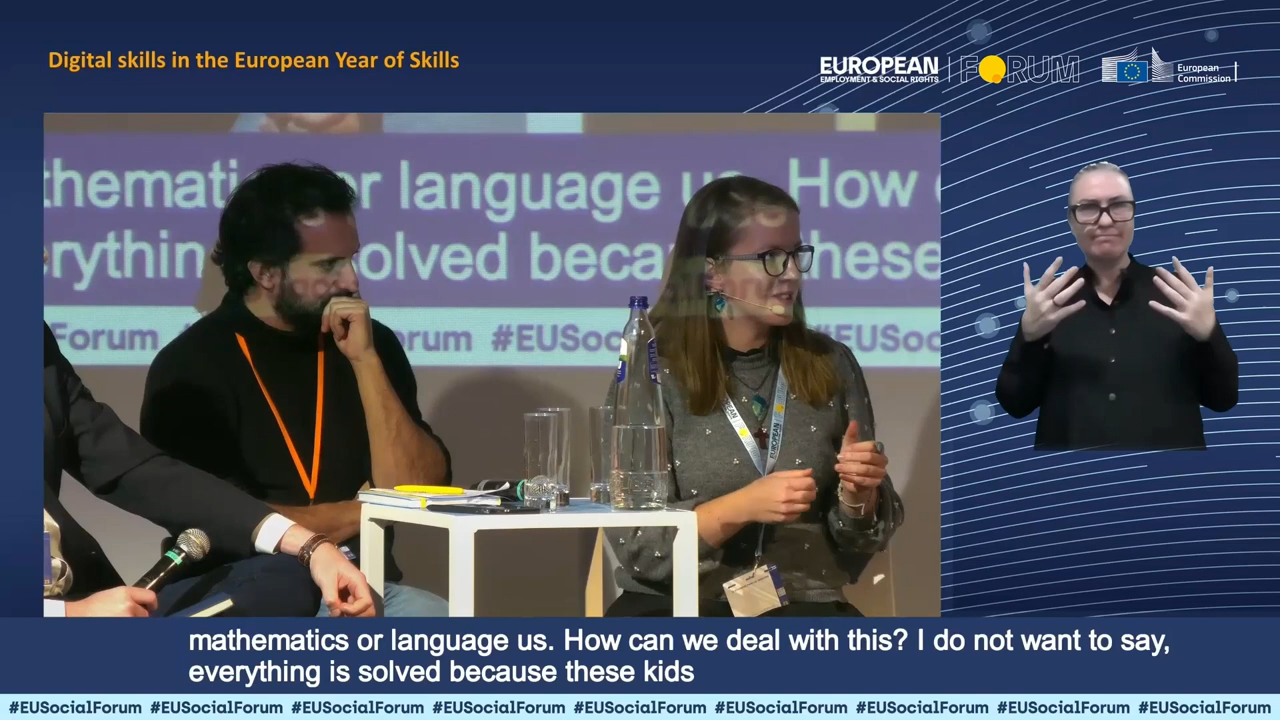 Digital skills in the European Year of Skills
EUROPEAN
EMPLOYMENT & SOCIAL RIGHTS
FORUM
European
Commission
thematic or language us. How
erything solved because these
Forum #EUSocialForum #EUSoc
mathematics or language us. How can we deal with this? I do not want to say,
everything is solved because these kids
#EUSocialForum #EUSocialForum #EUSocialForum #EUSocialForum #EUSocialForum #EUSocialForum #EUSocialForum #EUSocialForum #EUSocialForum